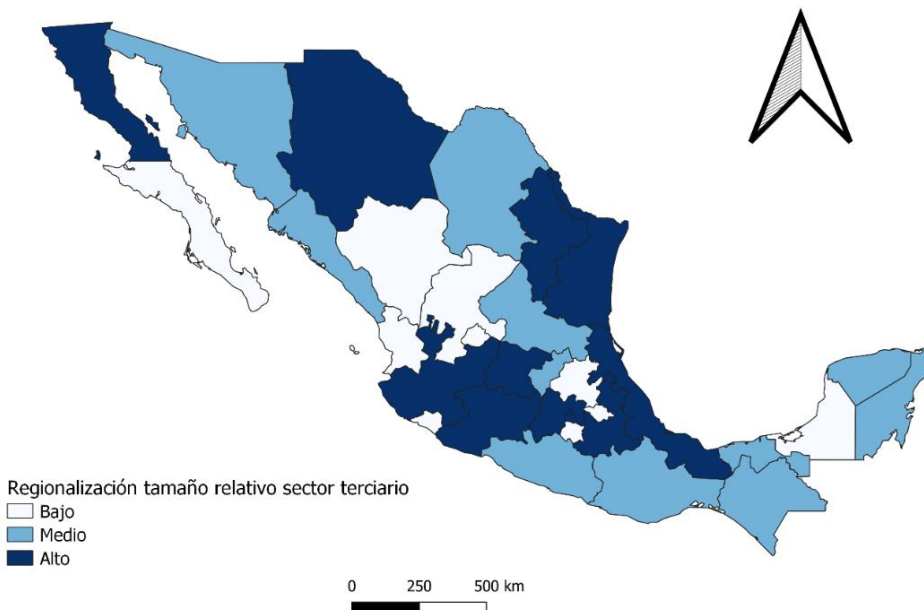 Regionalización tamaño relativo sector terciario
Bajo
Medio
Alto
0 250 500 km